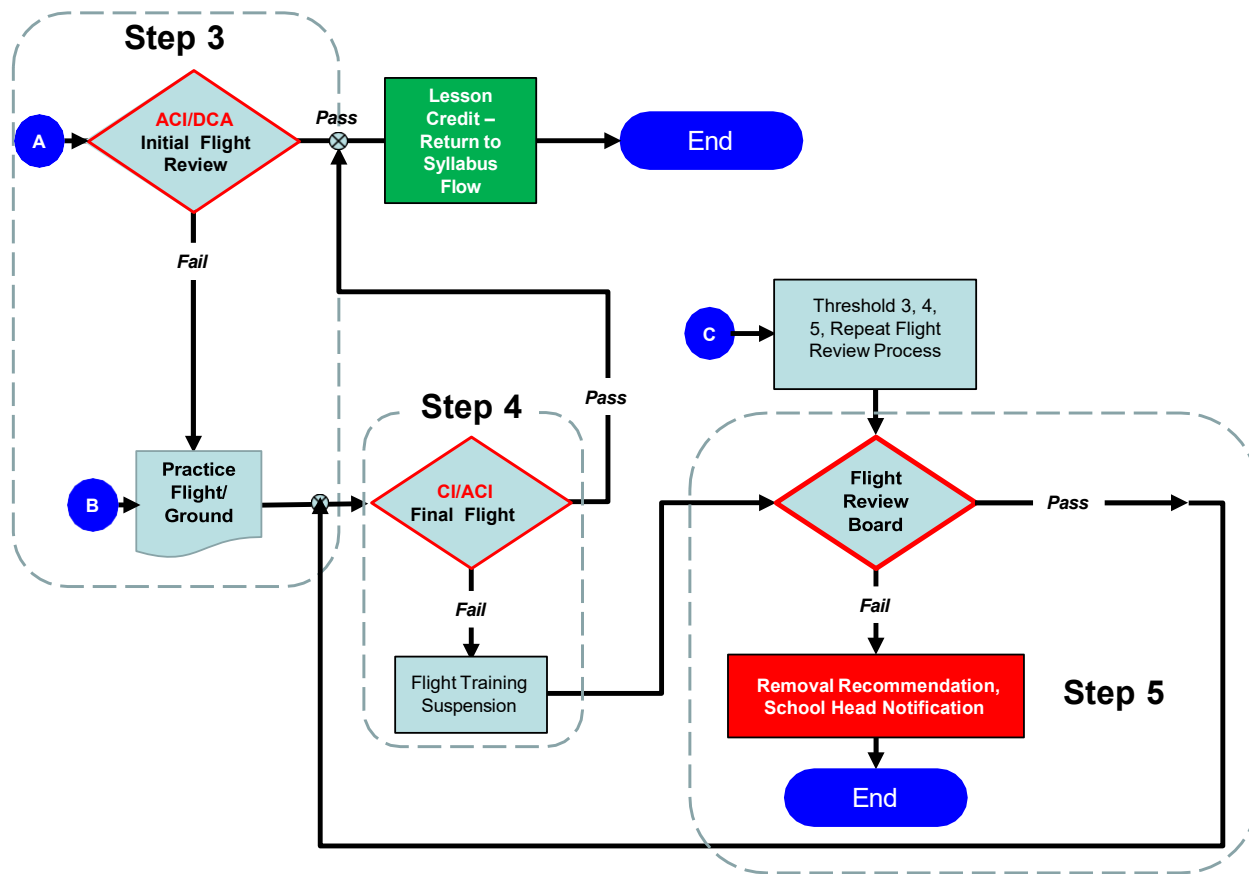 Step 3
A
ACI/DCA
Initial Flight
Review
Pass
Lesson
Credit –
Return to
Syllabus
Flow
End
Fail
C
Threshold 3, 4,
5, Repeat Flight
Review Process
Pass
Step 4
B
Practice
Flight/
Ground
CI/ACI
Final Flight
Flight
Review
Board
Pass
Fail
Flight Training
Suspension
Fail
Removal Recommendation,
School Head Notification
Step 5
End